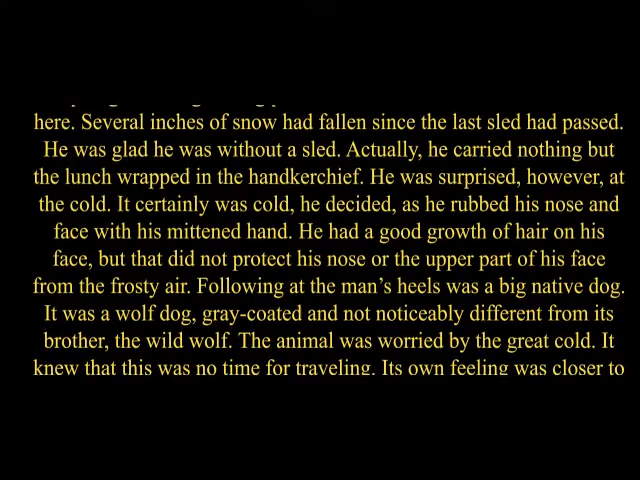 here. Several inches of snow had fallen since the last sled had passed.
He was glad he was without a sled. Actually, he carried nothing but
the lunch wrapped in the handkerchief. He was surprised, however, at
the cold. It certainly was cold, he decided, as he rubbed his nose and
face with his mittened hand. He had a good growth of hair on his
face, but that did not protect his nose or the upper part of his face
from the frosty air. Following at the man’s heels was a big native dog.
It was a wolf dog, gray-coated and not noticeably different from its
brother, the wild wolf. The animal was worried by the great cold. It
knew that this was no time for traveling. Its own feeling was closer to